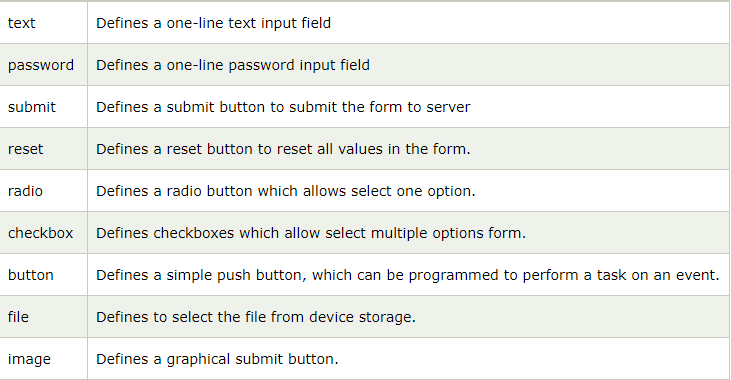 text Defines a one-line text input field
password Defines a one-line password input field
submit Defines a submit button to submit the form to server
reset Defines a reset button to reset all values in the form.
radio Defines a radio button which allows select one option.
checkbox Defines checkboxes which allow select multiple options form.
button Defines a simple push button, which can be programmed to perform a task on an event.
file Defines to select the file from device storage.
image Defines a graphical submit button.